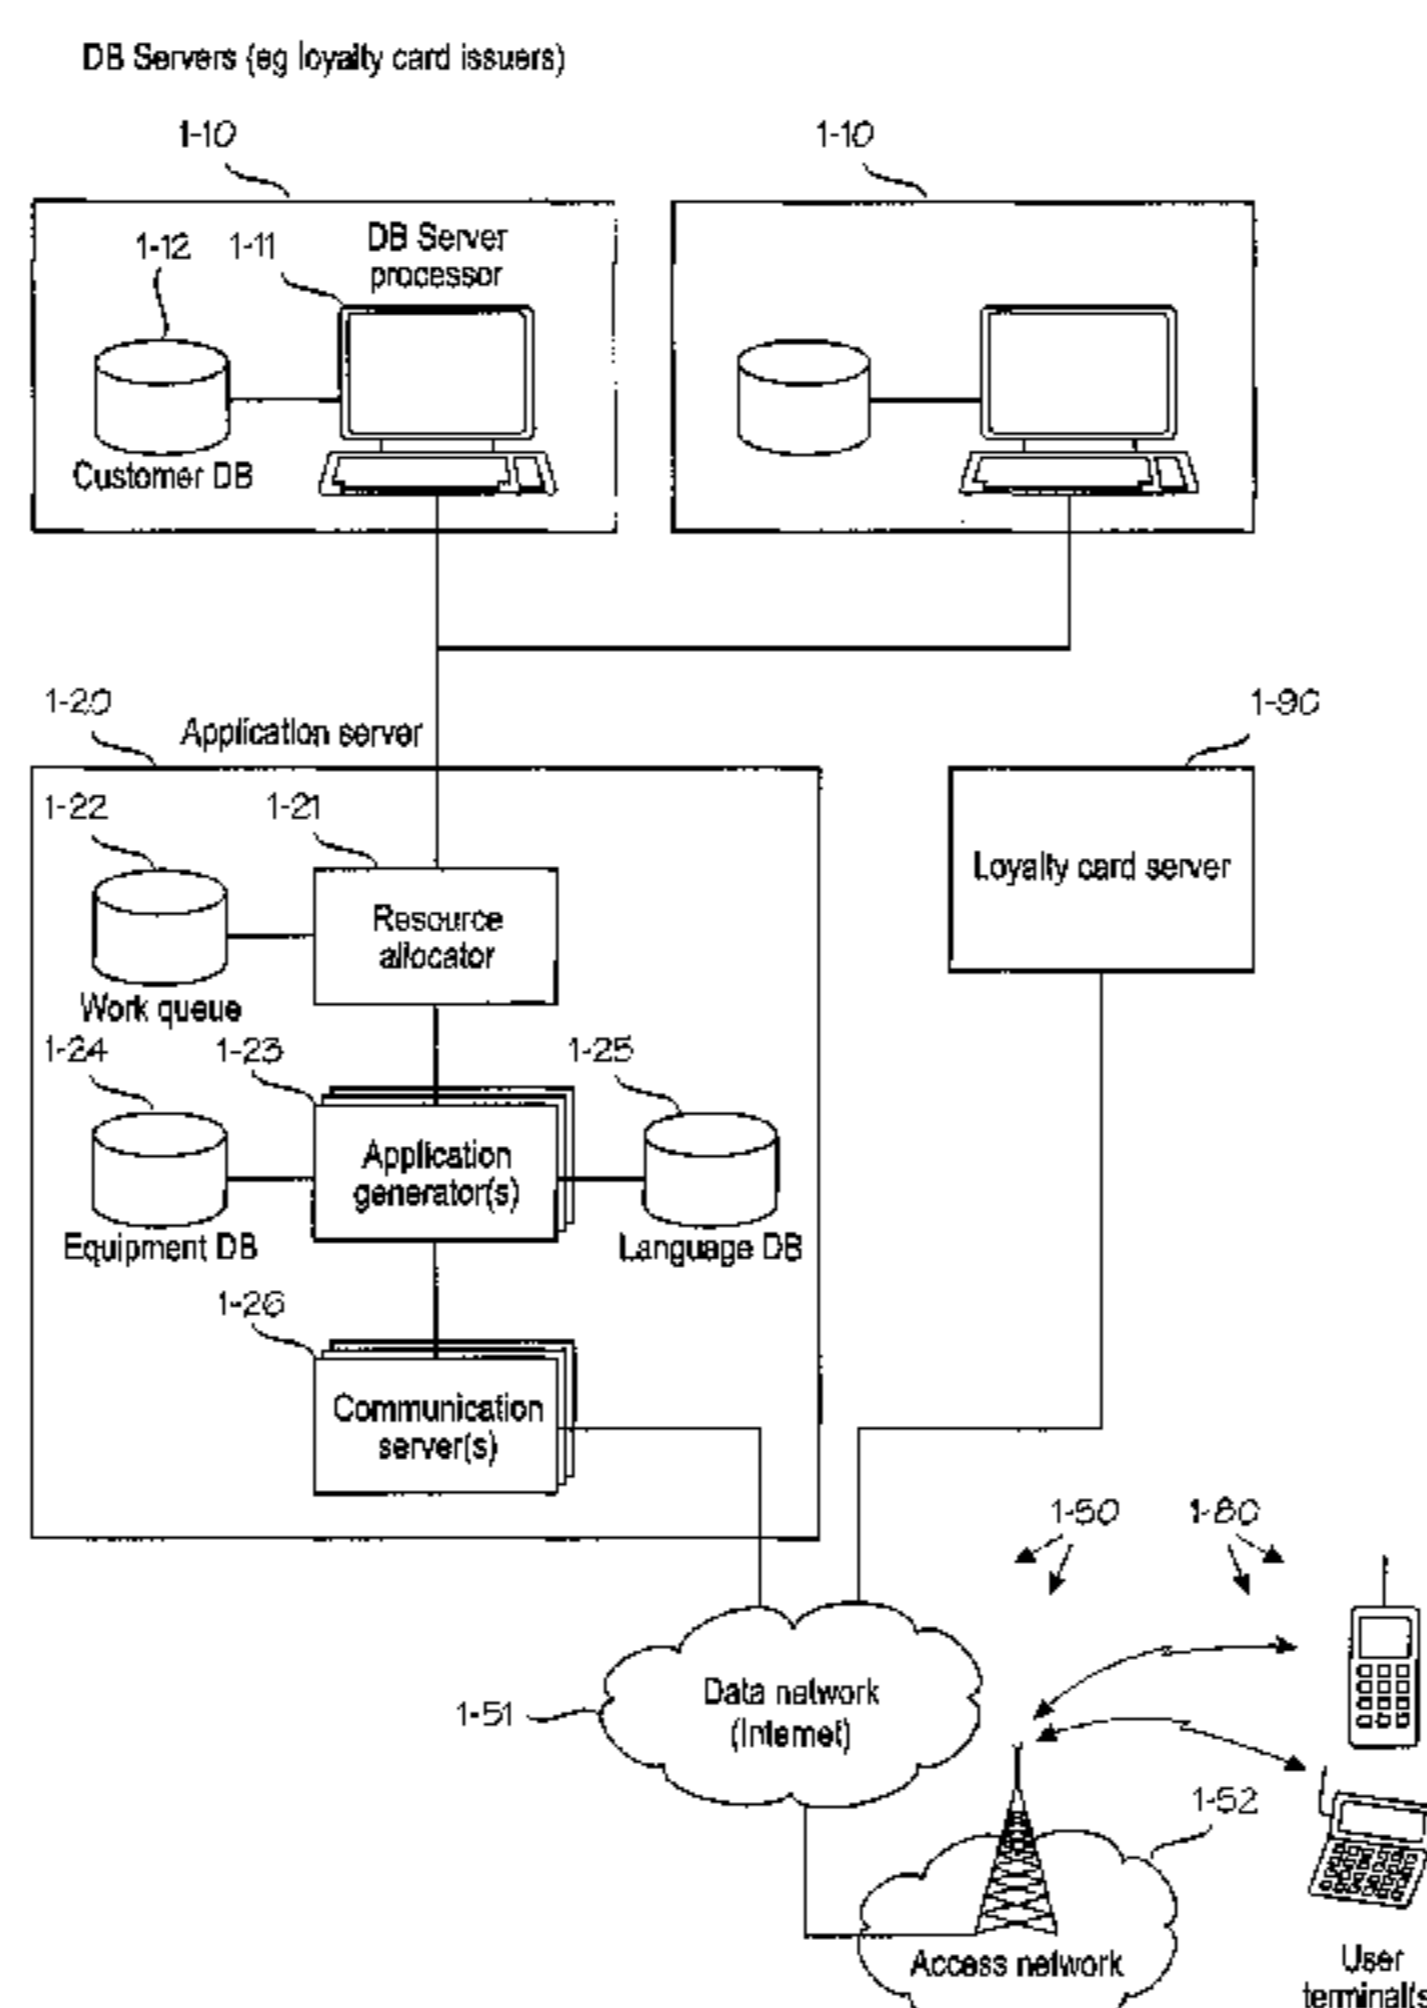 DB Servers (eg loyalty card issuers)
1-10
1-10
1-12
1-11
DB Server
processor
Customer DB
1-20
Application server
1-90
1-22
1-21
Resource
allocator
Loyalty card server
Work queue
1-24
1-23
1-25
Application
generator(s)
Equipment DB
Language DB
1-26
Communication
server(s)
1-50
1-80
Data network
(Internet)
1-51
1-52
Access network
User
terminal(s